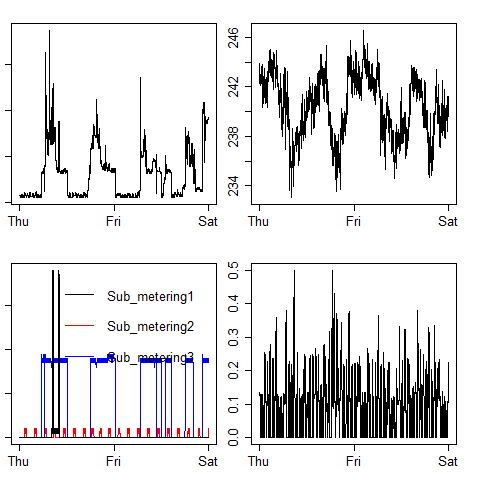 246
242
238
234
Thu Fri Sat
Thu Fri Sat
Sub_metering1
Sub_metering2
Sub_metering3
0.5
0.4
0.3
0.2
0.1
0.0
Thu Fri Sat
Thu Fri Sat